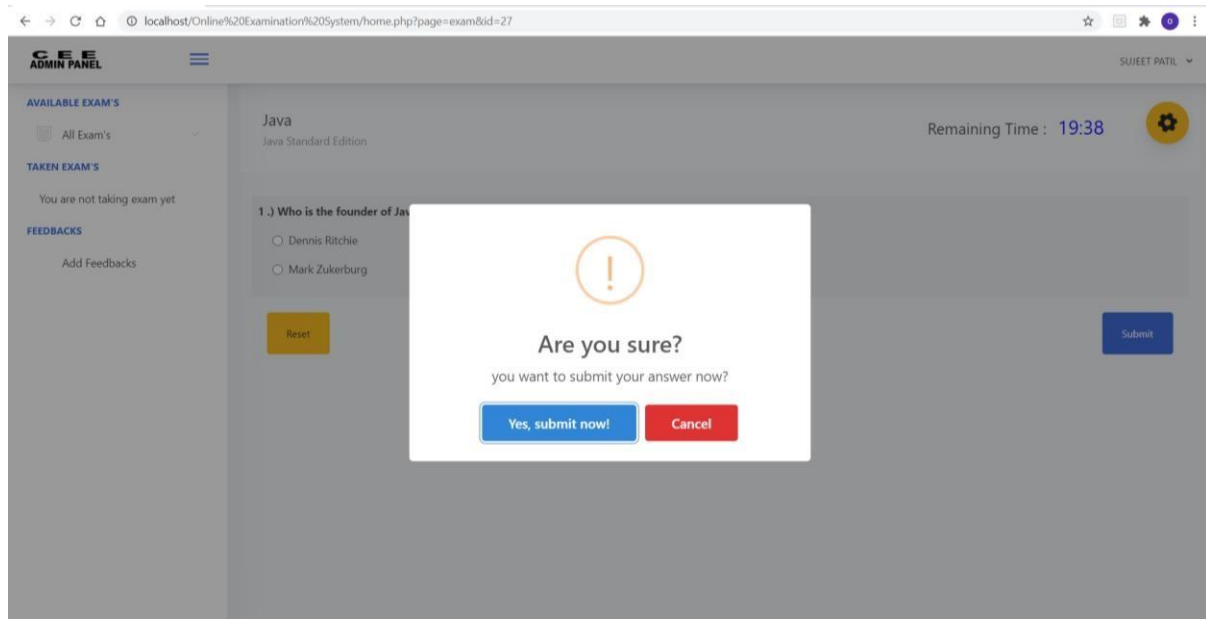 localhost/Online%20Examination%20System/home.php?page=exam&id=27
O
C E E
ADMIN PANEL
SUJEET PATIL
AVAILABLE EXAM'S
All Exam's
TAKEN EXAM'S
You are not taking exam yet
FEEDBACKS
Add Feedbacks
Java
Java Standard Edition
Remaining Time : 19:38
1 .) Who is the founder of
Dennis Ritchie
Mark Zukerburg
Reset
Submit
!
Are you sure?
you want to submit your answer now?
Yes, submit now!
Cancel